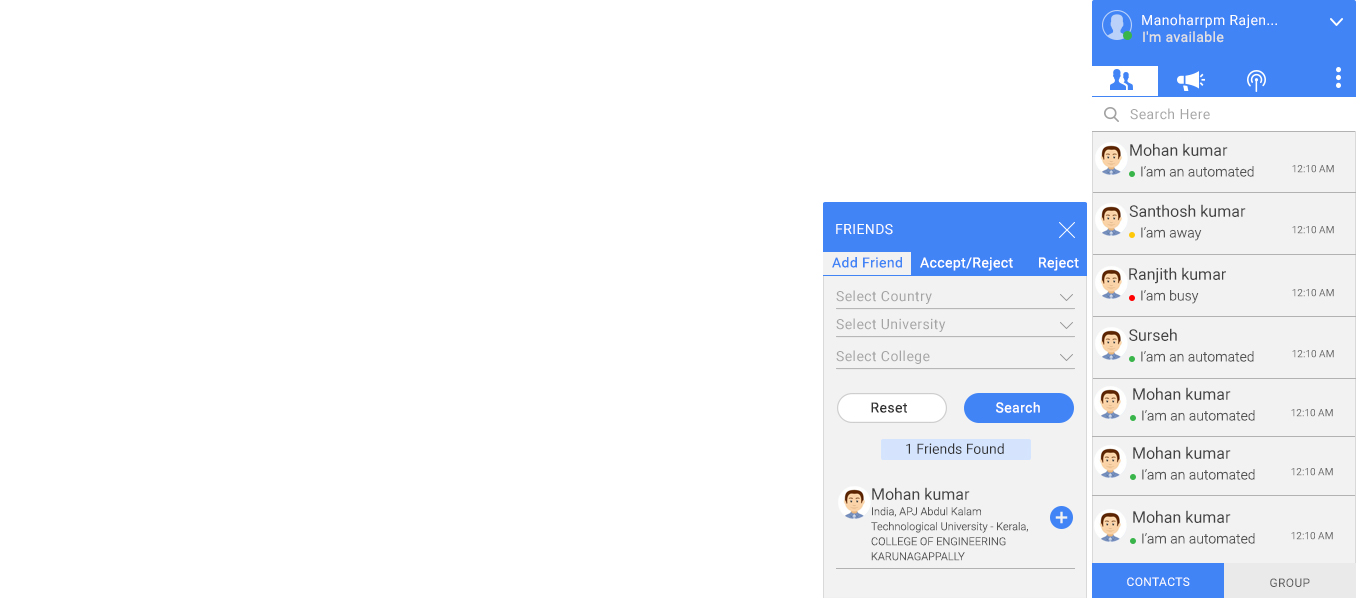 Manoharrpm Rajen...
I'm available
Search Here
Mohan kumar
I'am an automated
12:10 AM
Santhosh kumar
I'am away
12:10 AM
Ranjith kumar
I'am busy
12:10 AM
Surseh
I'am an automated
12:10 AM
Mohan kumar
I'am an automated
12:10 AM
Mohan kumar
I'am an automated
12:10 AM
Mohan kumar
I'am an automated
12:10 AM
CONTACTS GROUP
FRIENDS
Add Friend Accept/Reject Reject
Select Country
Select University
Select College
Reset Search
1 Friends Found
Mohan kumar
India, APJ Abdul Kalam
Technological University - Kerala,
COLLEGE OF ENGINEERING
KARUNAGAPPALLY